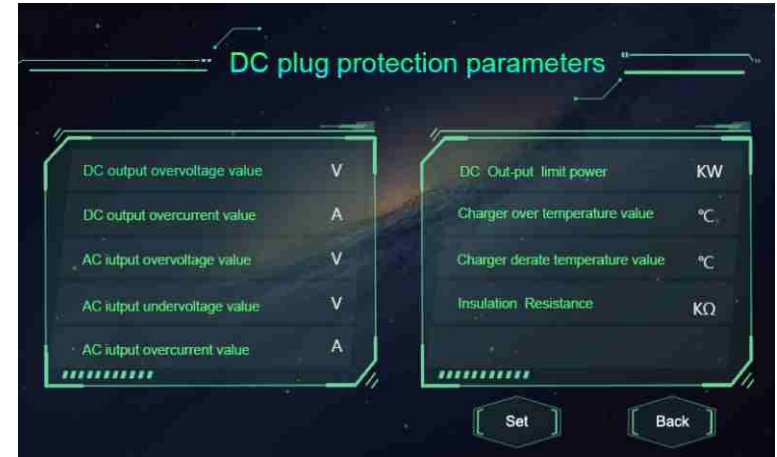 DC plug protection parameters
DC output overvoltage value V
DC output overcurrent value A
AC iutput overvoltage value V
AC iutput undervoltage value V
AC iutput overcurrent value A
DC Out-put limit power KW
Charger over temperature value ℃
Charger derate temperature value ℃
Insulation Resistance KΩ
Set
Back